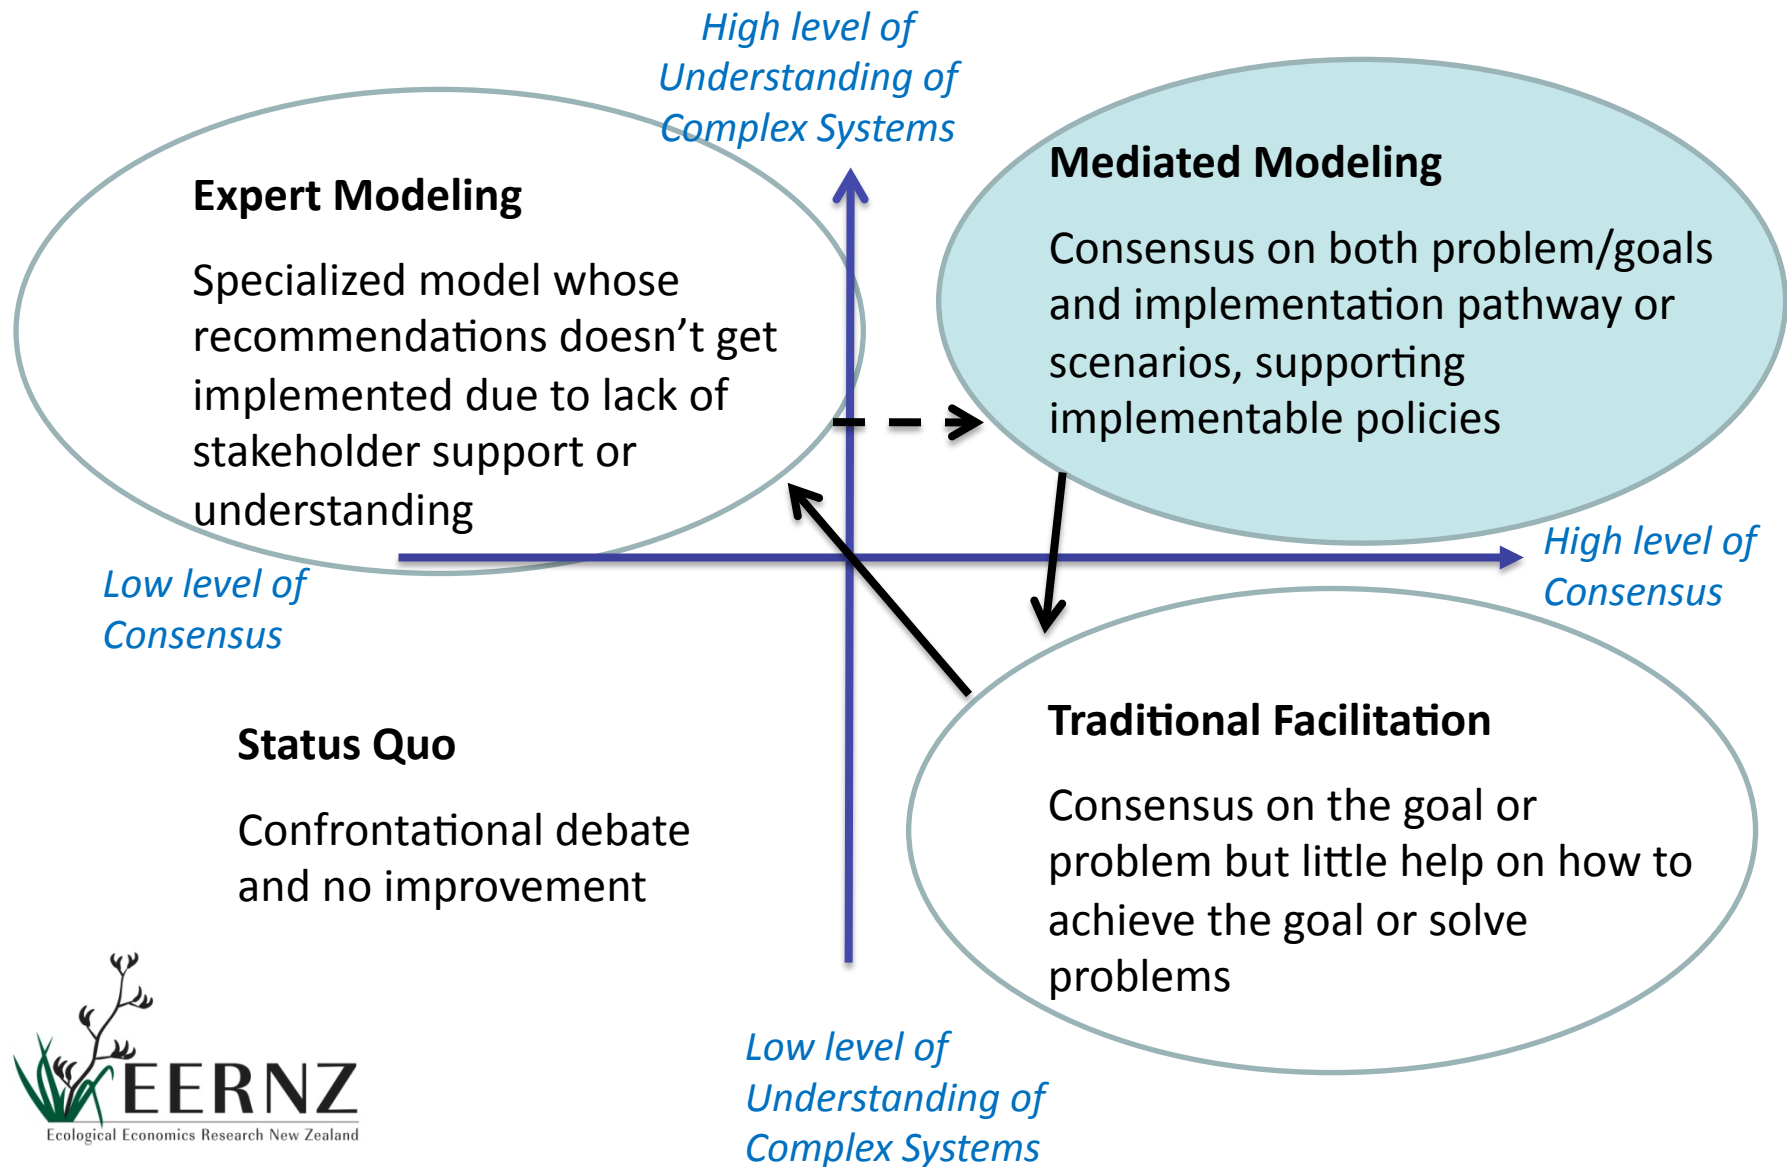 High level of
Understanding of
Complex Systems
Expert Modeling
Specialized model whose
recommendations doesn't get
implemented due to lack of
stakeholder support or
understanding
Mediated Modeling
Consensus on both problem/goals
and implementation pathway or
scenarios, supporting
implementable policies
Low level of
Consensus
High level of
Consensus
Status Quo
Confrontational debate
and no improvement
Traditional Facilitation
Consensus on the goal or
problem but little help on how to
achieve the goal or solve
problems
Low level of
Understanding of
Complex Systems
EERNZ
Ecological Economics Research New Zealand